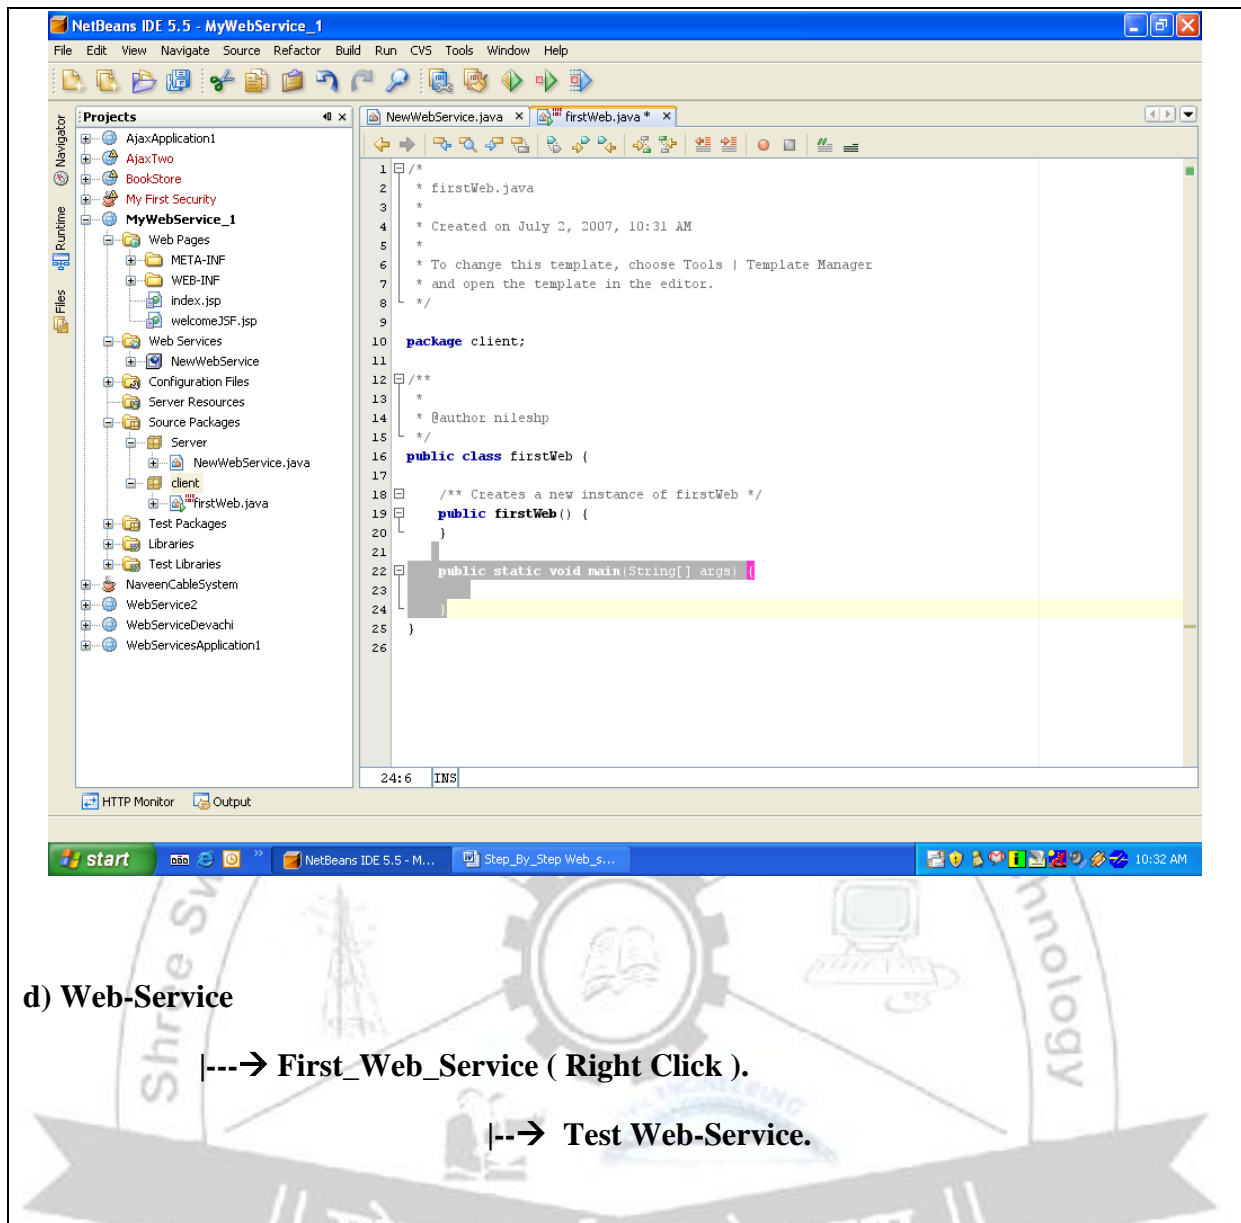 NetBeans IDE 5.5 - MyWebService_1
File Edit View Navigate Source Refactor Build Run CVS Tools Window Help
Navigator
Runtime
Files
Projects
AjaxApplication1
AjaxTwo
BookStore
My First Security
MyWebService_1
Web Pages
META-INF
WEB-INF
index.jsp
welcomeJSF.jsp
Web Services
NewWebService
Configuration Files
Server Resources
Source Packages
Server
NewWebService.java
client
firstWeb.java
Test Packages
Libraries
Test Libraries
NaveenCableSystem
WebService2
WebServiceDevachi
WebServicesApplication1
NewWebService.java x firstWeb.java * x
1 /*
2 * firstWeb.java
3 *
4 * Created on July 2, 2007, 10:31 AM
5 *
6 * To change this template, choose Tools | Template Manager
7 * and open the template in the editor.
8 */
9
10 package client;
11
12 /**
13 *
14 * @author nileshp
15 */
16 public class firstWeb {
17
18 /** Creates a new instance of firstWeb */
19 public firstWeb() {
20 }
21
22 public static void main(String[] args) {
23
24 }
25 }
26
24:6 INS
HTTP Monitor Output
start NetBeans IDE 5.5 - M... Step_By_Step Web_s... 10:32 AM
d) Web-Service
|---→ First_Web_Service ( Right Click ).
|--→ Test Web-Service.
Shree